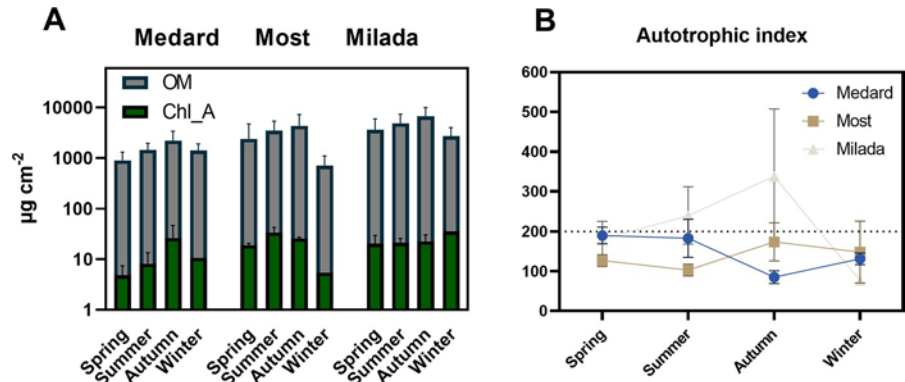 A
Medard Most Milada
OM
Chl_A
µg cm-2
10000
1000
100
10
1
Spring
Summer
Autumn
Winter
Spring
Summer
Autumn
Winter
Spring
Summer
Autumn
Winter
B
Autotrophic index
Medard
Most
Milada
600
500
400
300
200
100
0
Spring
Summer
Autumn
Winter